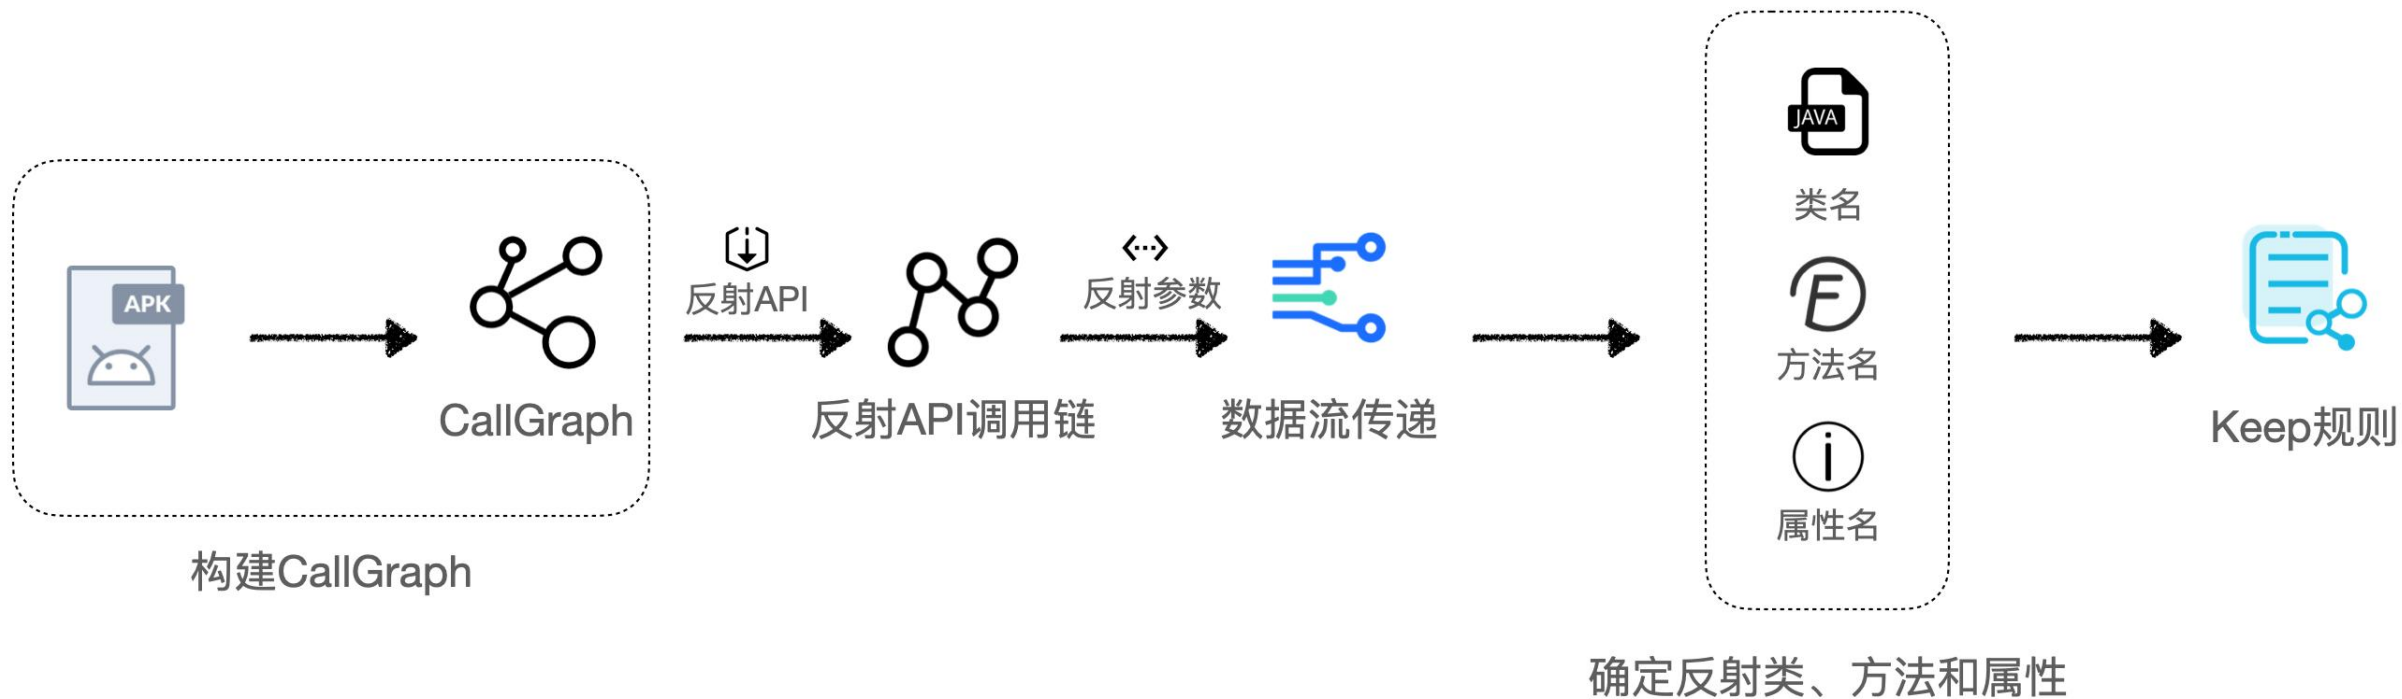 APK
CallGraph
构建CallGraph
反射API
反射API调用链
反射参数
数据流传递
JAVA
类名
F
方法名
i
属性名
确定反射类、方法和属性
Keep规则